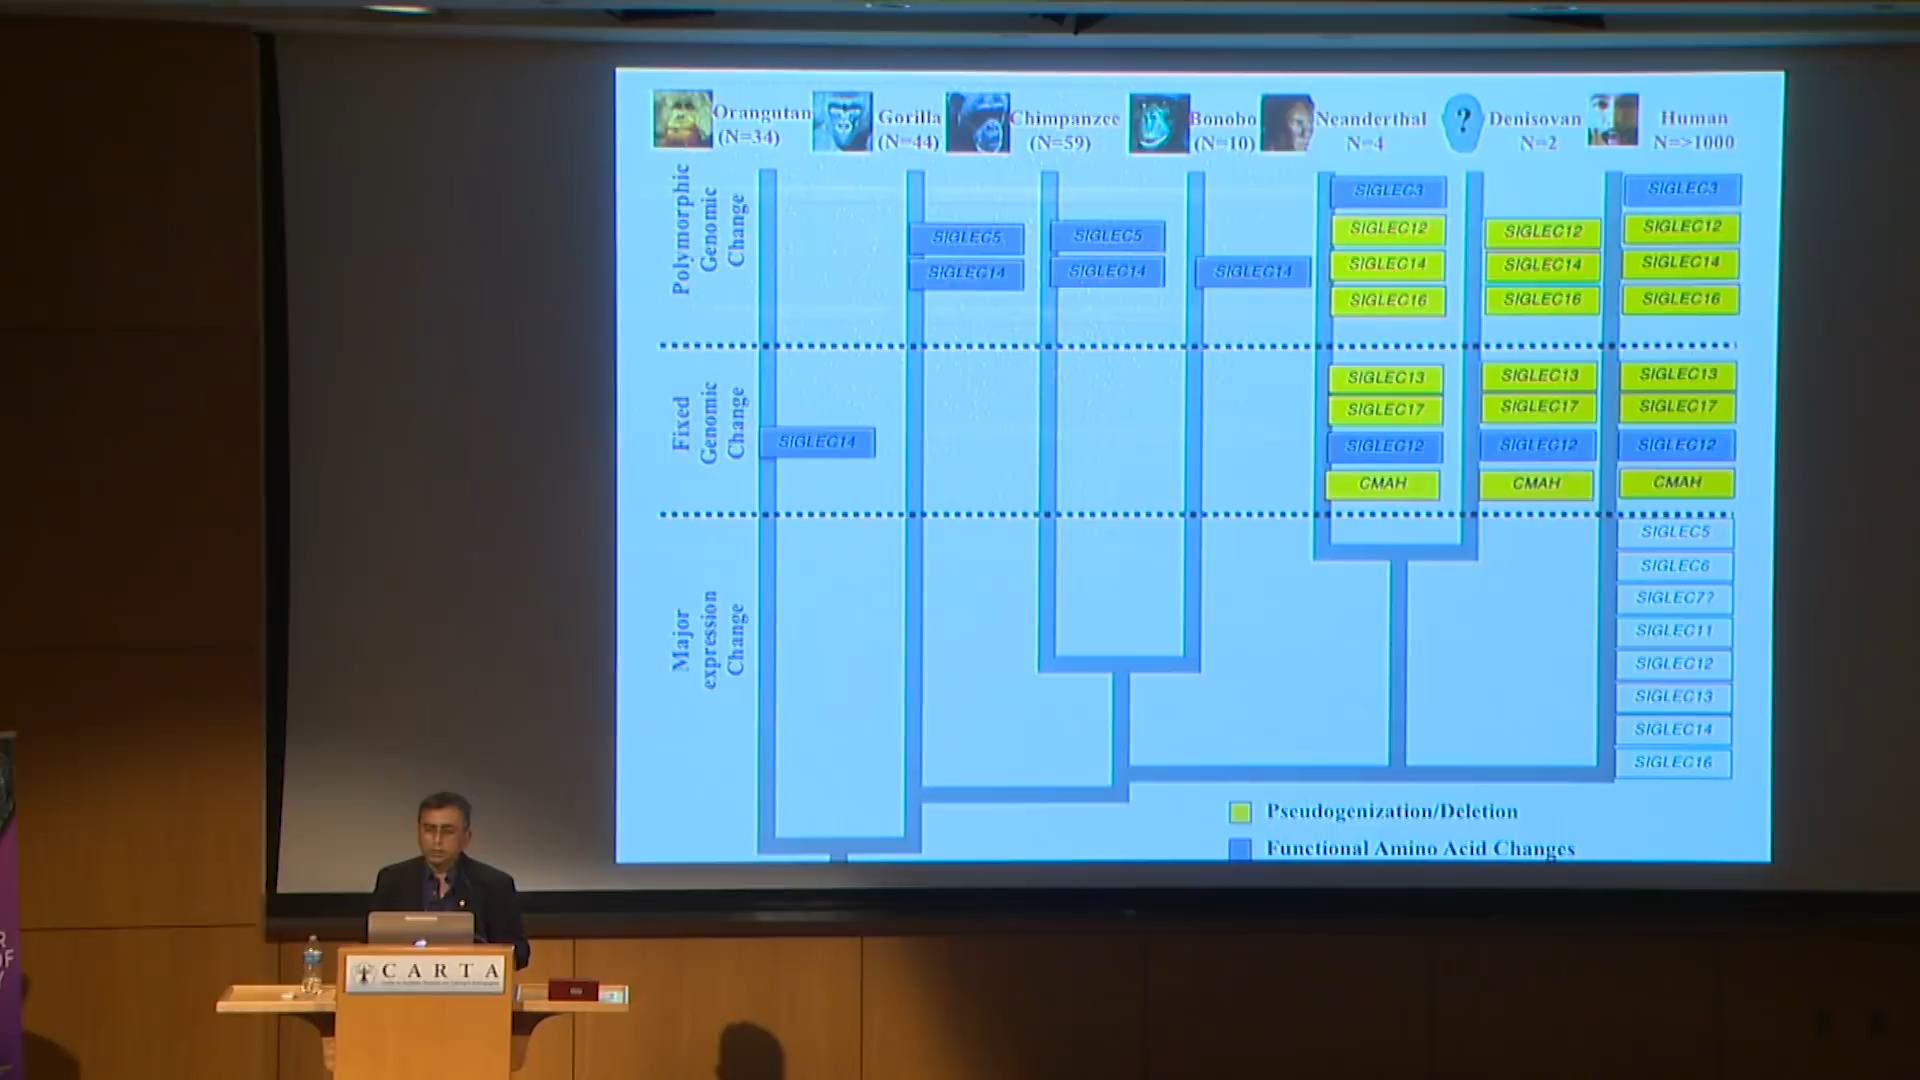 Orangutan
(N=34)
Gorilla
(N=44)
Chimpanzee
(N=59)
Bonobo
(N=10)
Neanderthal
N=4
?
Denisovan
N=2
Human
N=>1000
Polymorphic
Genomic
Change
SIGLEC5
SIGLEC14
SIGLEC5
SIGLEC14
SIGLEC14
SIGLEC3
SIGLEC12
SIGLEC14
SIGLEC16
SIGLEC12
SIGLEC14
SIGLEC16
SIGLEC3
SIGLEC12
SIGLEC14
SIGLEC16
Fixed
Genomic
Change
SIGLEC14
SIGLEC13
SIGLEC17
SIGLEC12
CMAH
SIGLEC13
SIGLEC17
SIGLEC12
CMAH
SIGLEC13
SIGLEC17
SIGLEC12
CMAH
Major
expression
Change
SIGLEC5
SIGLEC6
SIGLEC7?
SIGLEC11
SIGLEC12
SIGLEC13
SIGLEC14
SIGLEC16
Pseudogenization/Deletion
Functional Amino Acid Changes
CARTA